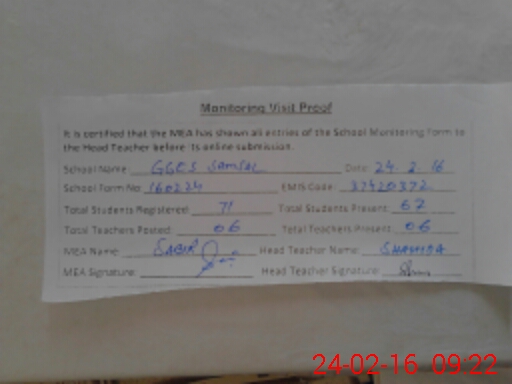 Monitoring Visit Proof
It is certified that the MEA has shown all entries of the School Monitoring Form to
the Head Teacher before its online submission.
School Name: GGES Date: 24. 2. 16
School Form No: 160224 EMIS Code: 37420372
Total Students Registered: 71 Total Students Present: 62
Total Teachers Posted: 06 Total Teachers Present: 06
MEA Name: SABIR Head Teacher Name: SHAHIDA
MEA Signature: Head Teacher Signature:
24-02-16 09:22